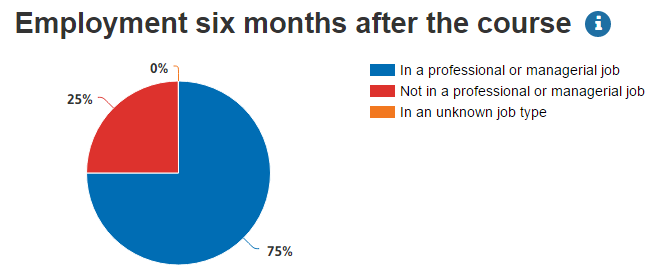 Employment six months after the course
0%
25%
75%
In a professional or managerial job
Not in a professional or managerial job
In an unknown job type